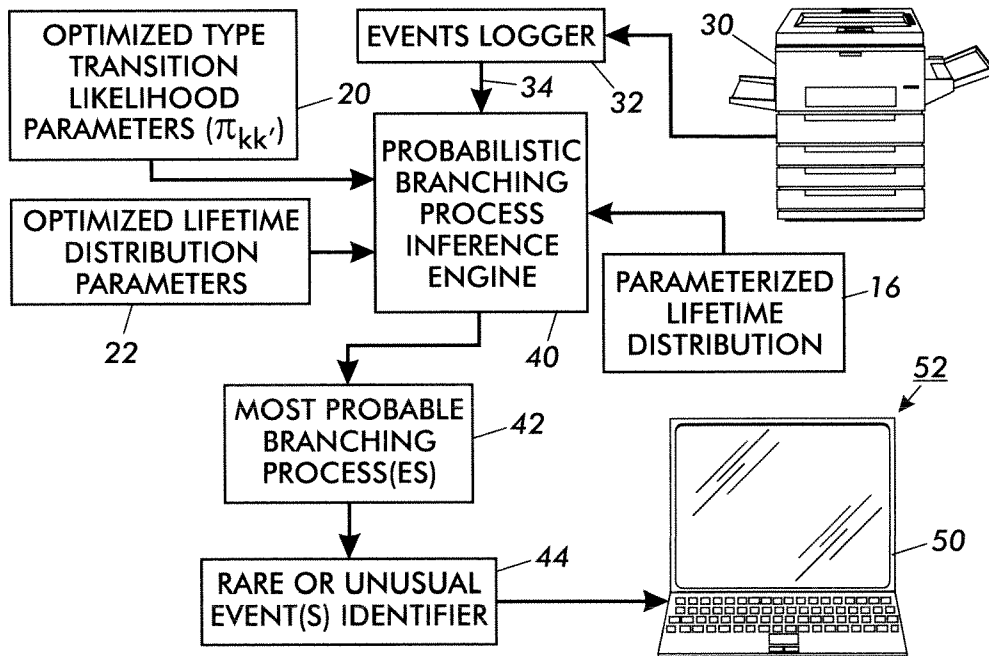 OPTIMIZED TYPE
TRANSITION
LIKELIHOOD
PARAMETERS (πkk')
20
EVENTS LOGGER
32
34
30
PROBABILISTIC
BRANCHING
PROCESS
INFERENCE
ENGINE
40
OPTIMIZED LIFETIME
DISTRIBUTION
PARAMETERS
22
PARAMETERIZED
LIFETIME
DISTRIBUTION
16
MOST PROBABLE
BRANCHING
PROCESS(ES)
42
52
50
RARE OR UNUSUAL
EVENT(S) IDENTIFIER
44